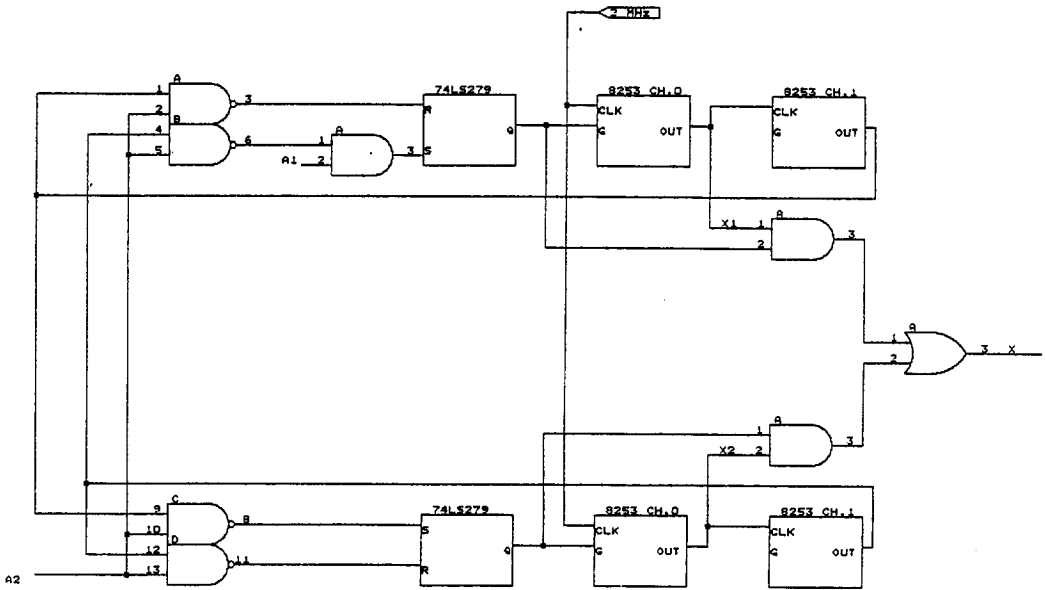 2 MHz
A
74LS279
8253 CH.0
8253 CH.1
1
3
R
CLK
CLK
2
B
4
A
Q
G
OUT
G
OUT
6
1
3
S
5
A1
2
A
X1
1
3
2
A
1
3
X
2
A
1
3
X2
2
C
74LS279
8253 CH.0
8253 CH.1
9
8
S
10
CLK
CLK
D
12
Q
G
OUT
G
OUT
11
R
13
A2